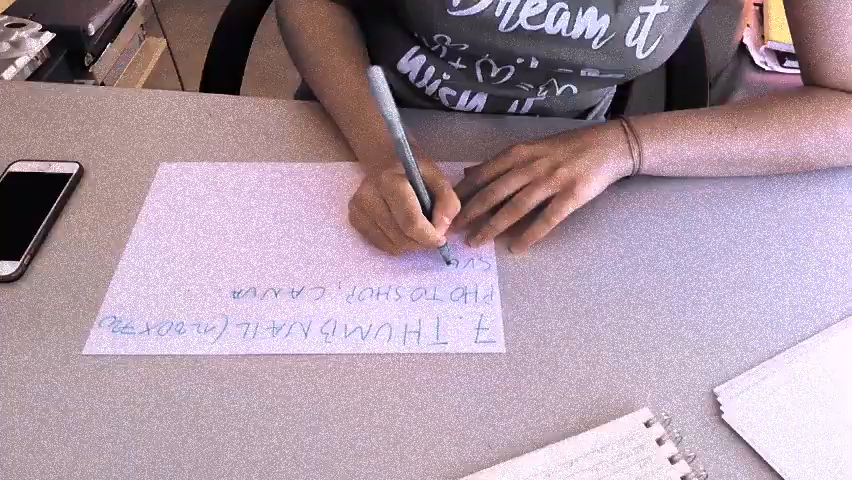 Dream it
Wish it
7. THUMBNAIL (1280x720
PHOTOSHOP, CANVA